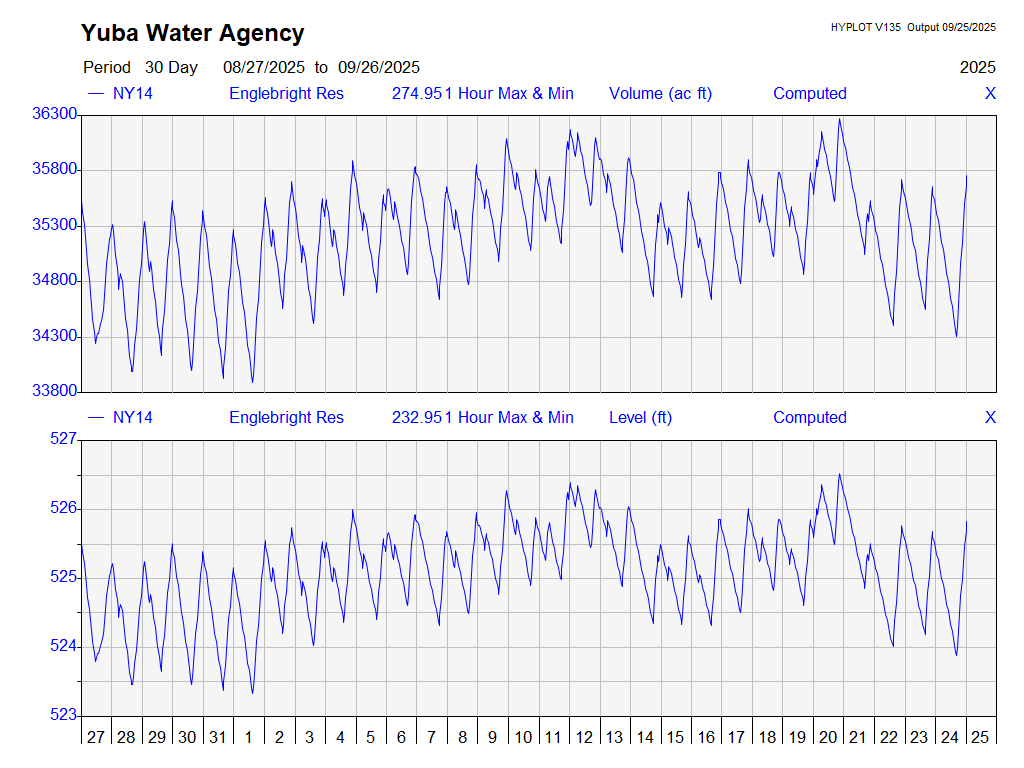 Yuba Water Agency
HYPLOT V135 Output 09/25/2025
Period 30 Day 08/27/2025 to 09/26/2025
2025
NY14 Englebright Res 274.951 Hour Max & Min Volume (ac ft) Computed X
36300
35800
35300
34800
34300
33800
NY14 Englebright Res 232.951 Hour Max & Min Level (ft) Computed X
527
526
525
524
523
27 28 29 30 31 1 2 3 4 5 6 7 8 9 10 11 12 13 14 15 16 17 18 19 20 21 22 23 24 25